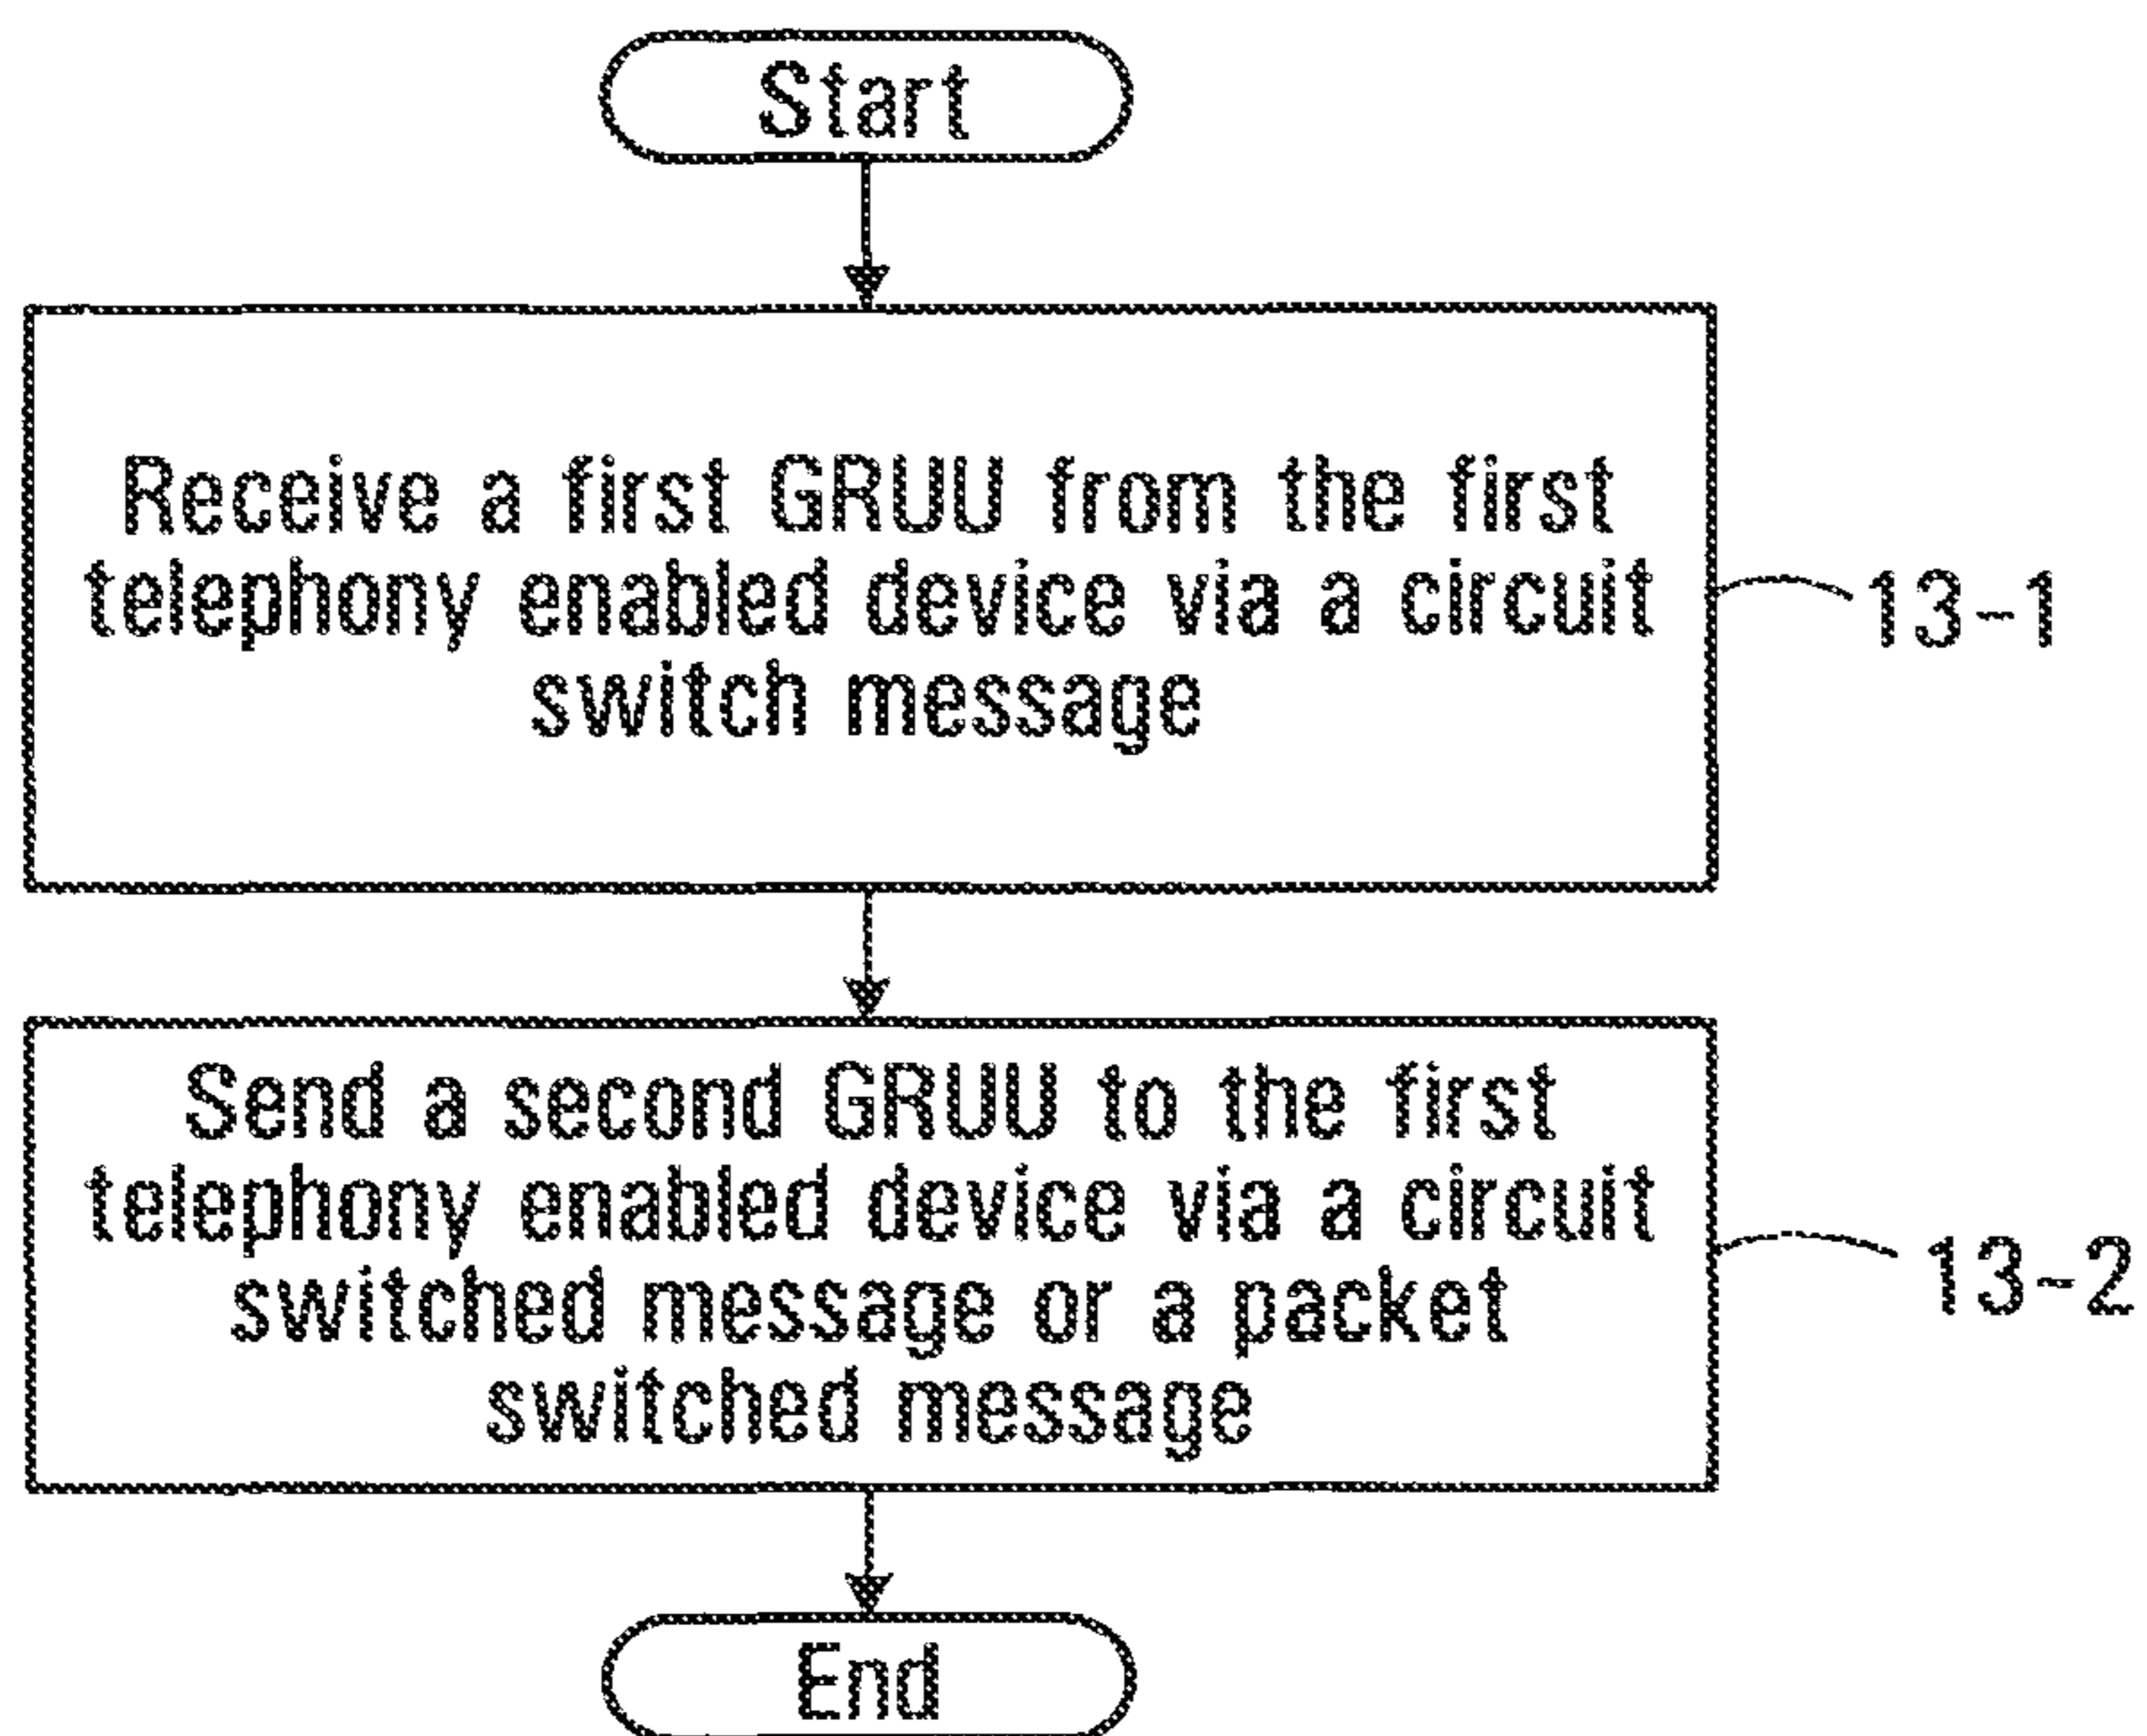 Start
Receive a first GRUU from the first
telephony enabled device via a circuit
switch message
13-1
Send a second GRUU to the first
telephony enabled device via a circuit
switched message or a packet
switched message
13-2
End